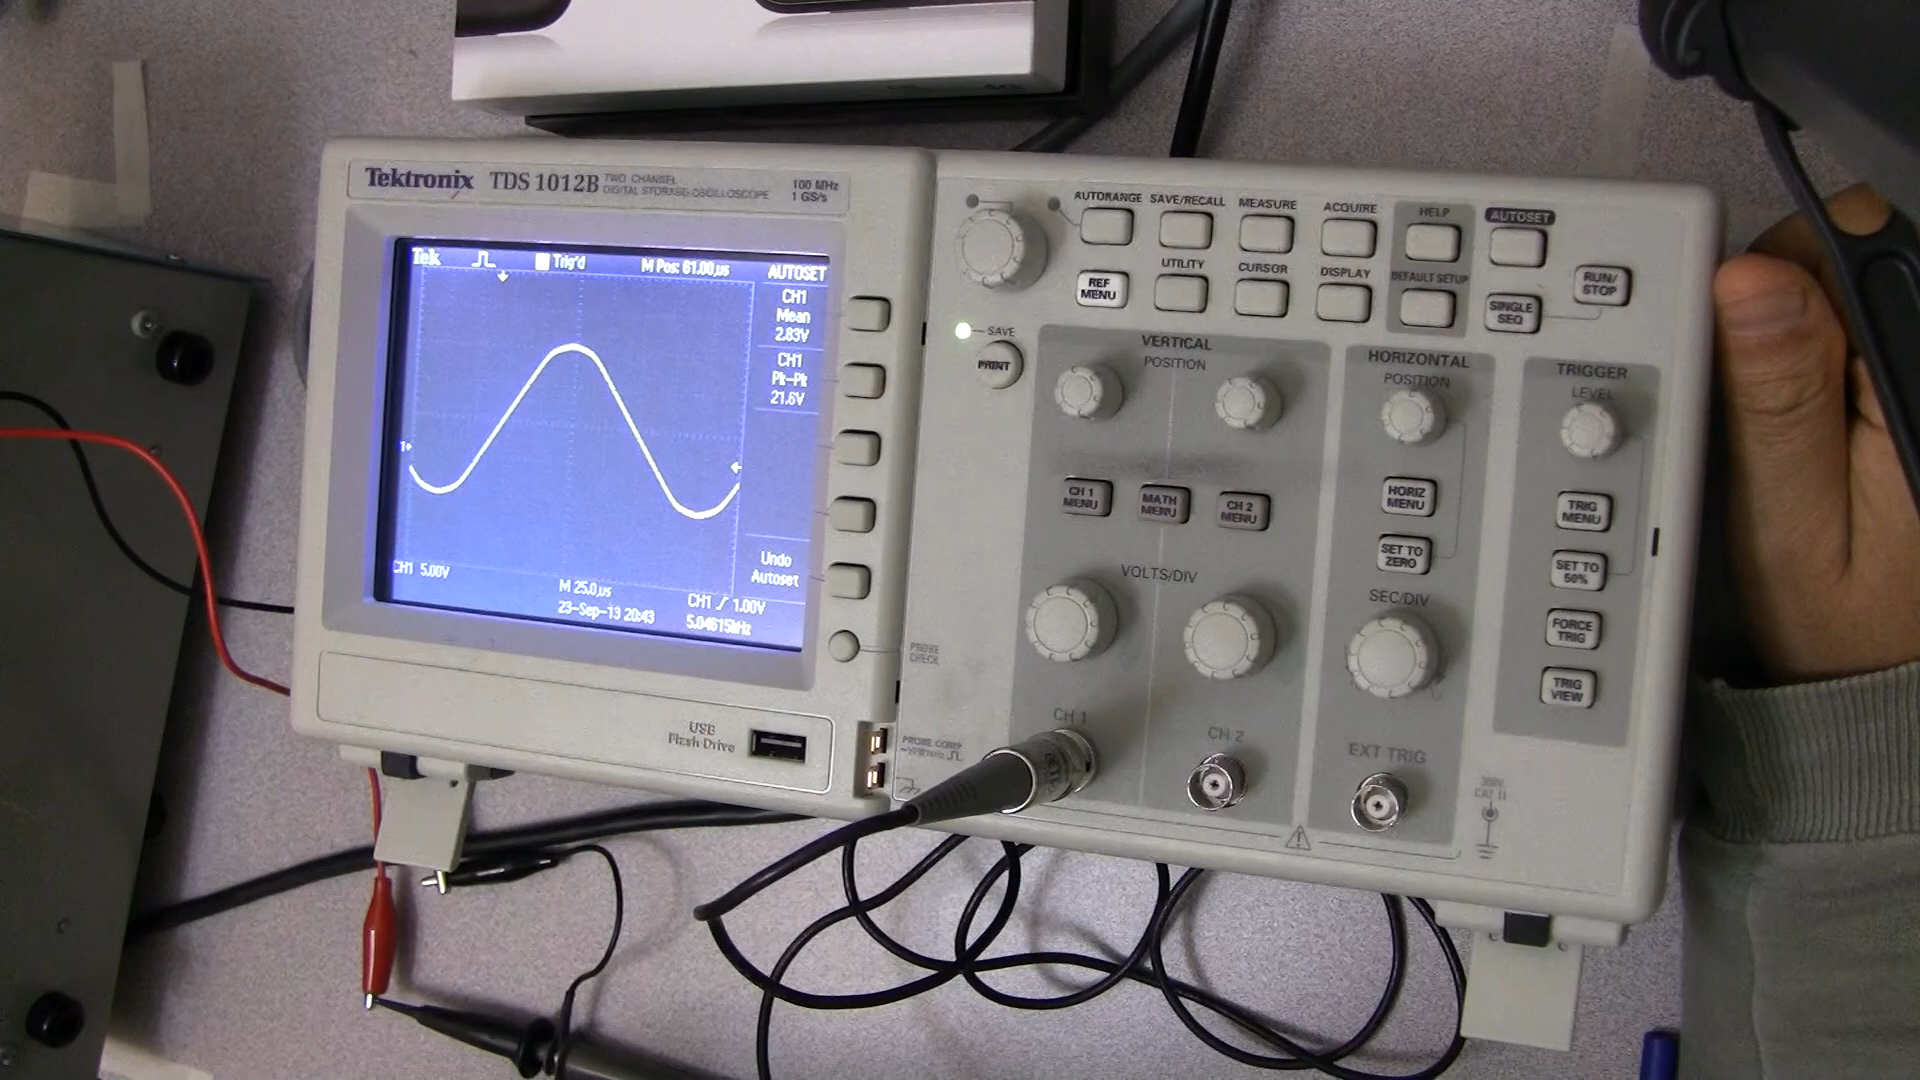 Tektronix TDS 1012B TWO CHANNEL DIGITAL STORAGE OSCILLOSCOPE 100 MHz 1 GS/s
Tek Trig'd M Pos: 61.00µs AUTOSET
CH1
Mean
2.83V
CH1
Pk-Pk
21.6V
Undo
Autoset
CH1 5.00V M 25.0µs CH1 1.00V
23-Sep-13 20:43 5.04615kHz
USB
Flash Drive
PROBE
CHECK
PROBE COMP
AUTORANGE SAVE/RECALL MEASURE ACQUIRE HELP AUTOSET
REF
MENU
UTILITY CURSOR DISPLAY DEFAULT SETUP
SINGLE
SEQ
RUN/
STOP
SAVE
PRINT
VERTICAL
POSITION
CH 1
MENU
MATH
MENU
CH 2
MENU
VOLTS/DIV
CH 1
CH 2
HORIZONTAL
POSITION
HORIZ
MENU
SET TO
ZERO
SEC/DIV
EXT TRIG
TRIGGER
LEVEL
TRIG
MENU
SET TO
50%
FORCE
TRIG
TRIG
VIEW
300V
CAT II